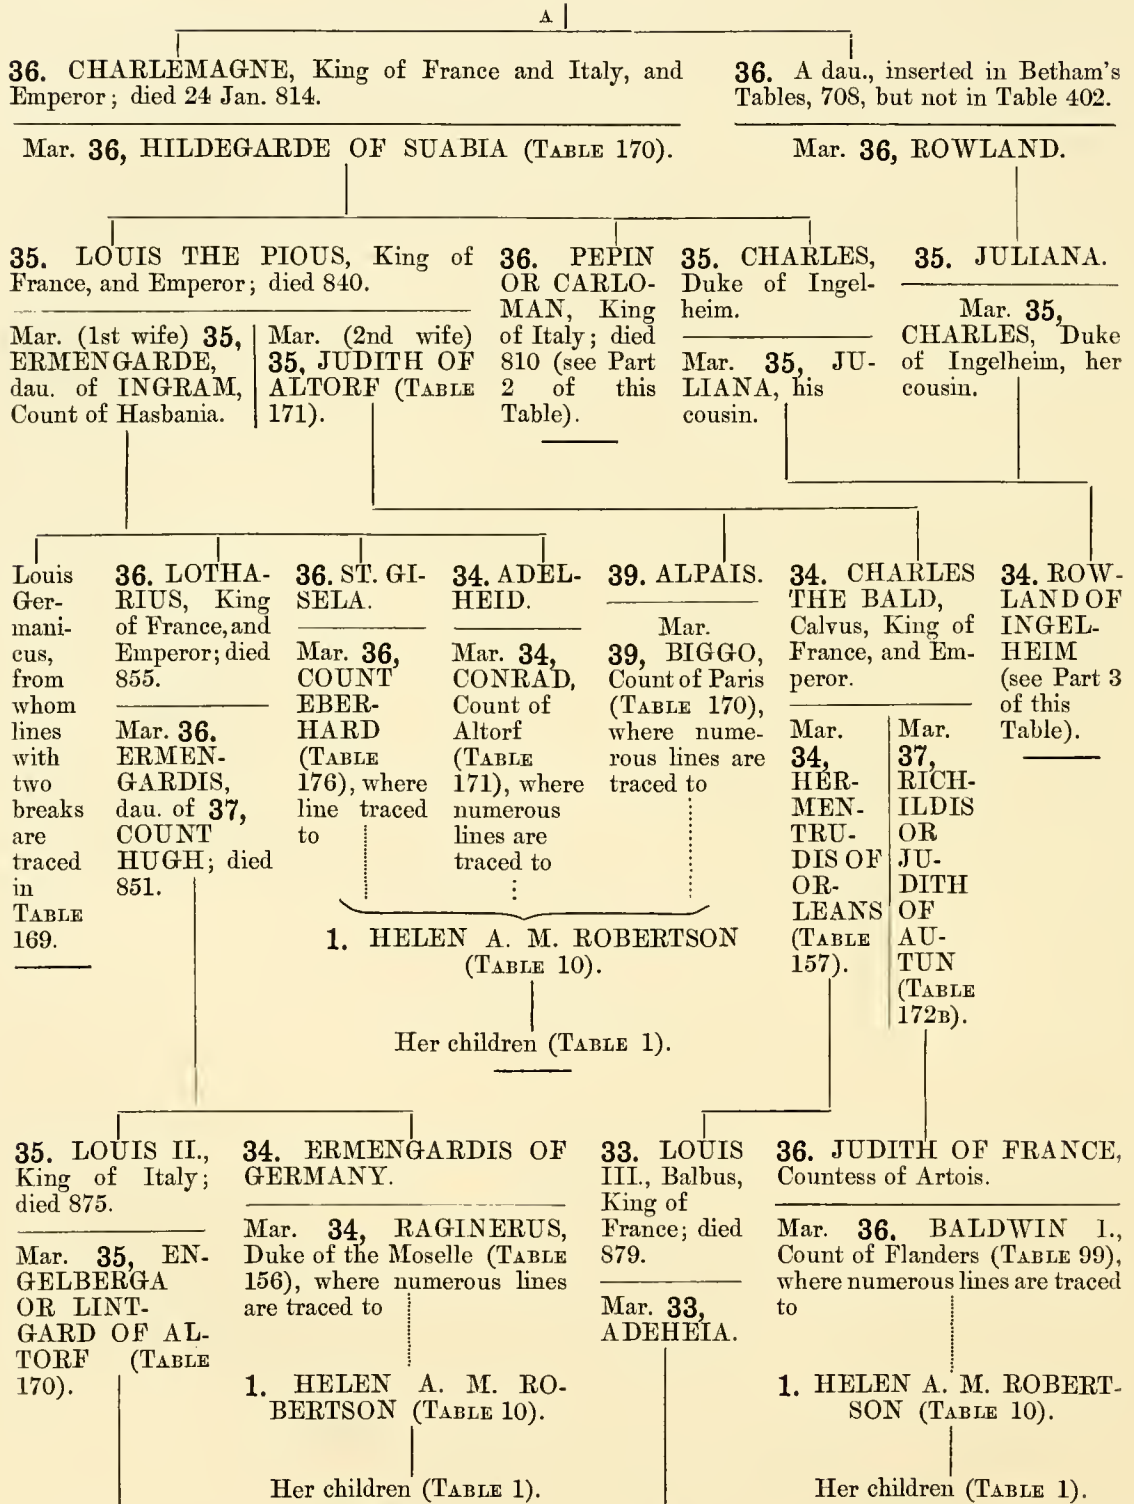 A
36. CHARLEMAGNE, King of France and Italy, and
Emperor; died 24 Jan. 814.
Mar. 36, HILDEGARDE OF SUABIA (TABLE 170).
36. A dau., inserted in Betham's
Tables, 708, but not in Table 402.
Mar. 36, ROWLAND.
35. LOUIS THE PIOUS, King of
France, and Emperor; died 840.
Mar. (1st wife) 35,
ERMENGARDE,
dau. of INGRAM,
Count of Hasbania.
Mar. (2nd wife)
35, JUDITH OF
ALTORF (TABLE
171).
36. PEPIN
OR CARLO-
MAN, King
of Italy; died
810 (see Part
2 of this
Table).
35. CHARLES,
Duke of Ingel-
heim.
Mar. 35, JU-
LIANA, his
cousin.
35. JULIANA.
Mar. 35,
CHARLES, Duke
of Ingelheim, her
cousin.
Louis
Ger-
mani-
cus,
from
whom
lines
with
two
breaks
are
traced
in
TABLE
169.
36. LOTHA-
RIUS, King
of France, and
Emperor; died
855.
Mar. 36.
ERMEN-
GARDIS,
dau. of 37,
COUNT
HUGH; died
851.
36. ST. GI-
SELA.
Mar. 36,
COUNT
EBER-
HARD
(TABLE
176), where
line traced
to
34. ADEL-
HEID.
Mar. 34,
CONRAD,
Count of
Altorf
(TABLE
171), where
numerous
lines are
traced to
39. ALPAIS.
Mar.
39, BIGGO,
Count of Paris
(TABLE 170),
where nume-
rous lines are
traced to
34. CHARLES
THE BALD,
Calvus, King of
France, and Em-
peror.
Mar.
34,
HER-
MEN-
TRU-
DIS OF
OR-
LEANS
(TABLE
157).
Mar.
37,
RICH-
ILDIS
OR
JU-
DITH
OF
AU-
TUN
(TABLE
172B).
34. ROW-
LAND OF
INGEL-
HEIM
(see Part 3
of this
Table).
1. HELEN A. M. ROBERTSON
(TABLE 10).
Her children (TABLE 1).
35. LOUIS II.,
King of Italy;
died 875.
Mar. 35, EN-
GELBERGA
OR LINT-
GARD OF AL-
TORF (TABLE
170).
34. ERMENGARDIS OF
GERMANY.
Mar. 34, RAGINERUS,
Duke of the Moselle (TABLE
156), where numerous lines
are traced to
1. HELEN A. M. RO-
BERTSON (TABLE 10).
Her children (TABLE 1).
33. LOUIS
III., Balbus,
King of
France; died
879.
Mar. 33,
ADEHEIA.
36. JUDITH OF FRANCE,
Countess of Artois.
Mar. 36. BALDWIN 1.,
Count of Flanders (TABLE 99),
where numerous lines are traced
to
1. HELEN A. M. ROBERT-
SON (TABLE 10).
Her children (TABLE 1).